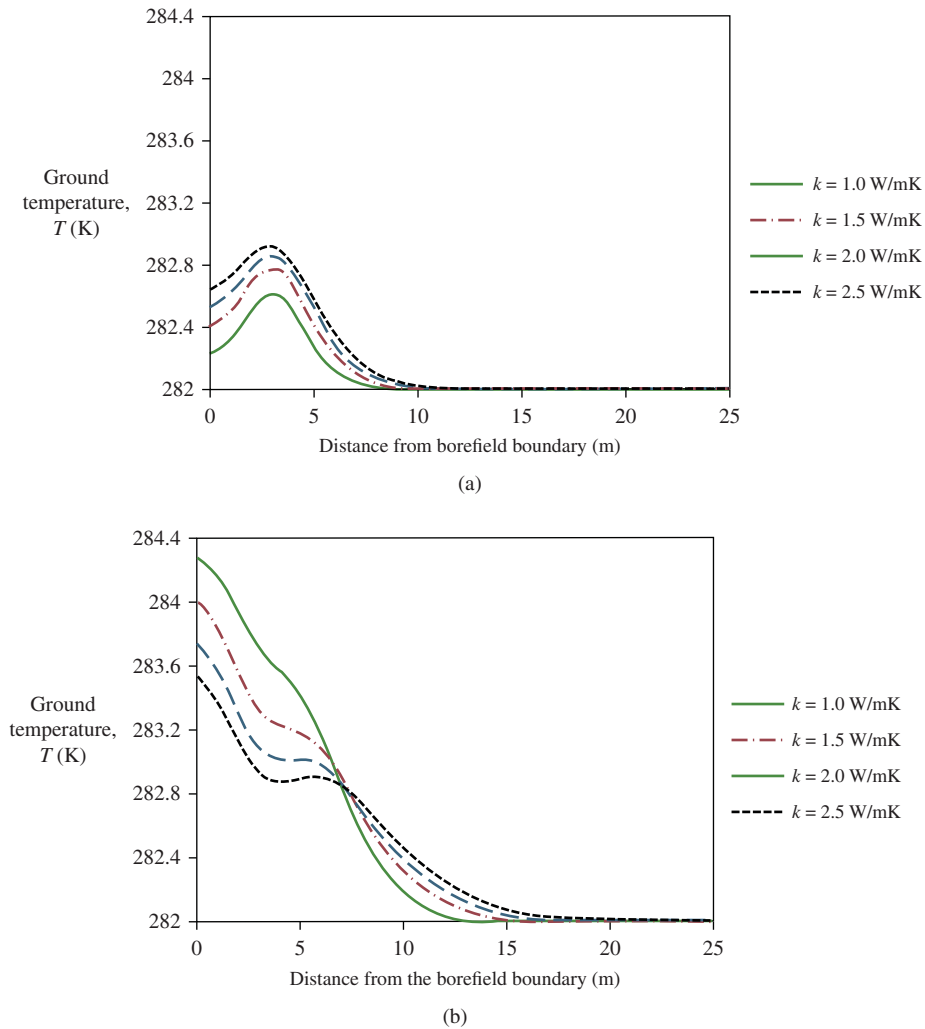 284.4
284
283.6
283.2
282.8
282.4
282
Ground
temperature,
T (K)
0 5 10 15 20 25
Distance from borefield boundary (m)
k = 1.0 W/mK
k = 1.5 W/mK
k = 2.0 W/mK
k = 2.5 W/mK
(a)
284.4
284
283.6
283.2
282.8
282.4
282
Ground
temperature,
T (K)
0 5 10 15 20 25
Distance from the borefield boundary (m)
k = 1.0 W/mK
k = 1.5 W/mK
k = 2.0 W/mK
k = 2.5 W/mK
(b)